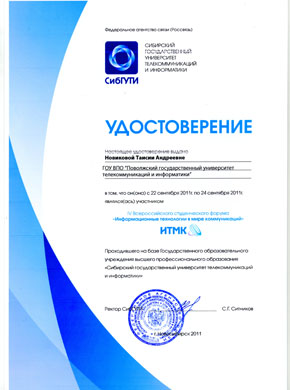 Федеральное агентство связи (Россвязь)
СибГУТИ
СИБИРСКИЙ
ГОСУДАРСТВЕННЫЙ
УНИВЕРСИТЕТ
ТЕЛЕКОММУНИКАЦИЙ
И ИНФОРМАТИКИ
УДОСТОВЕРЕНИЕ
Настоящее удостоверение выдано
Новиковой Таисии Андреевне
ГОУ ВПО "Поволжский государственный университет
телекоммуникаций и информатики"
в том, что он(она) с 22 сентября 2011г. по 24 сентября 2011г.
являлся(ась) участником
IV Всероссийского студенческого форума
«Информационные технологии в мире коммуникаций»
ИТМК
Проходившего на базе Государственного образовательного
учреждения высшего профессионального образования
«Сибирский государственный университет телекоммуникаций
и информатики»
Ректор СибГУТИ
С.Г. Ситников
г. Новосибирск 2011